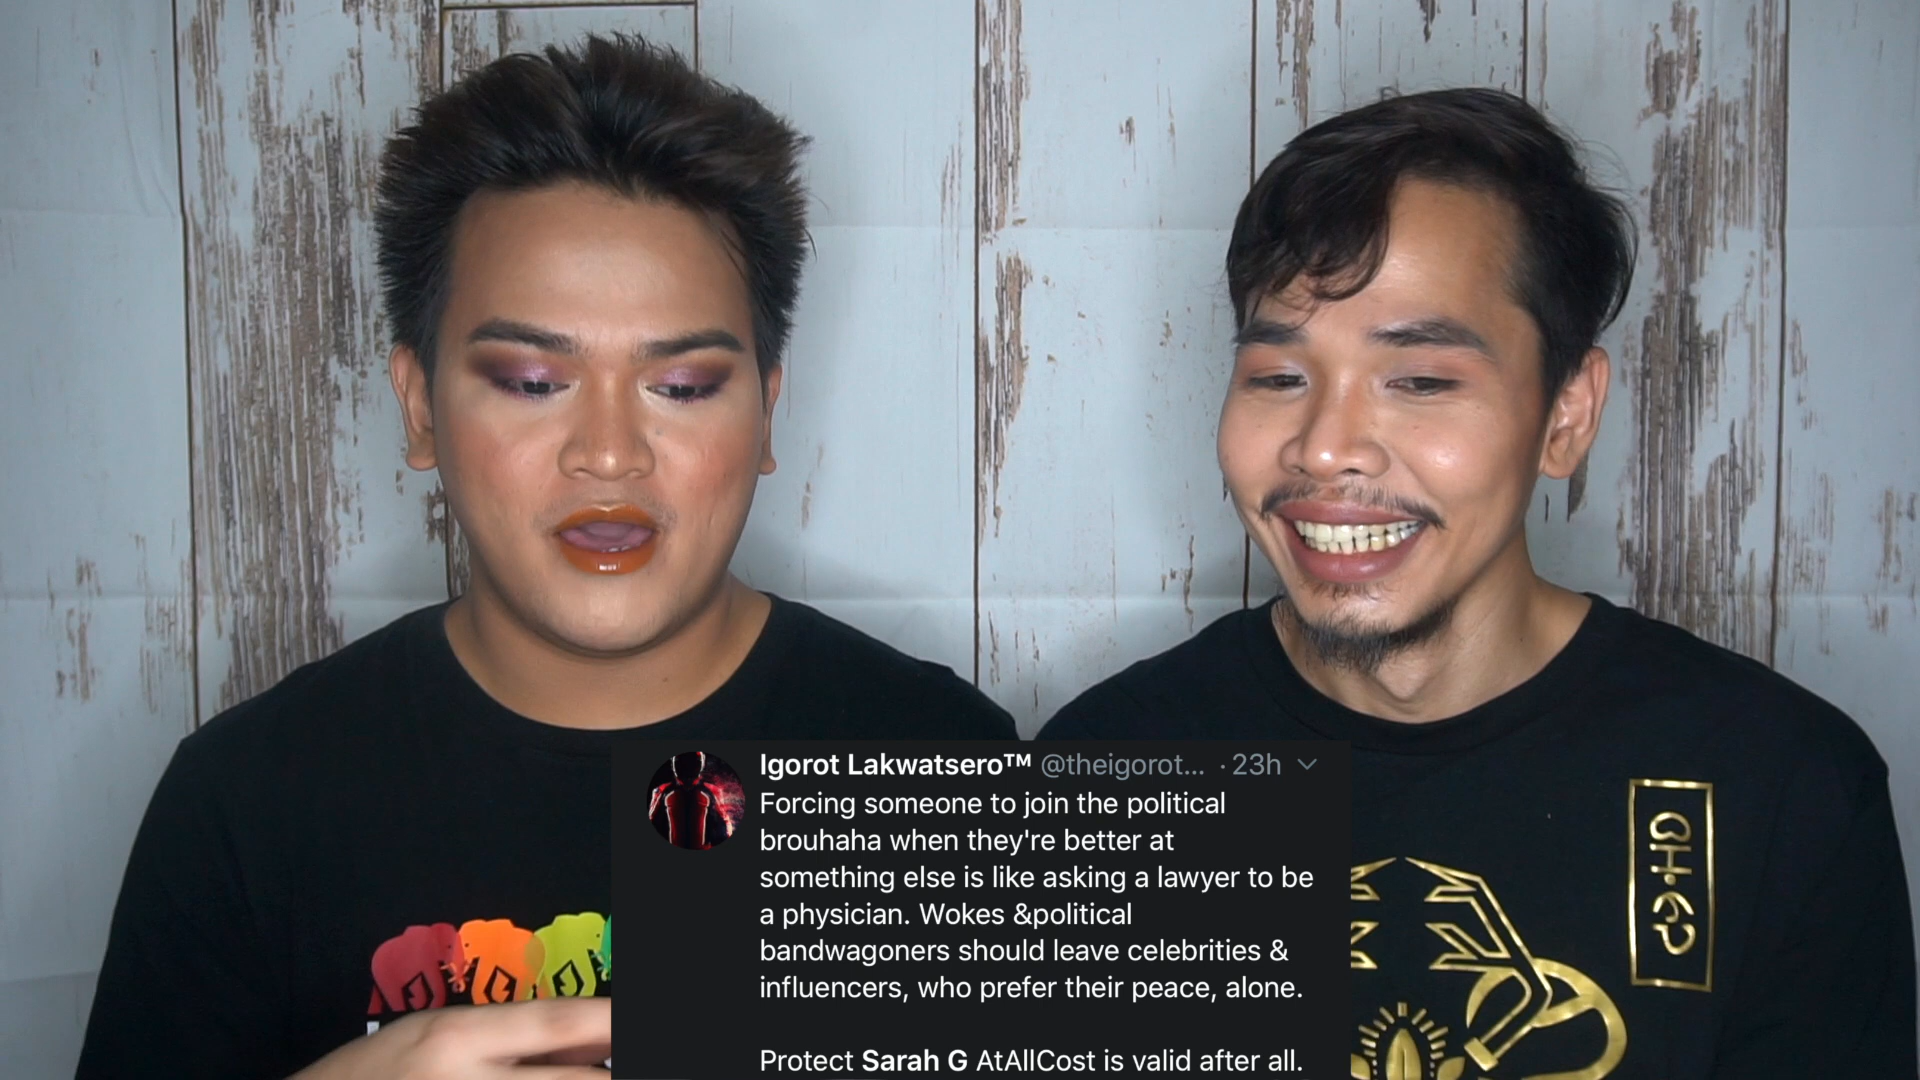 Igorot Lakwatsero™ @theigorot... · 23h
Forcing someone to join the political
brouhaha when they're better at
something else is like asking a lawyer to be
a physician. Wokes &political
bandwagoners should leave celebrities &
influencers, who prefer their peace, alone.
Protect Sarah G AtAllCost is valid after all.